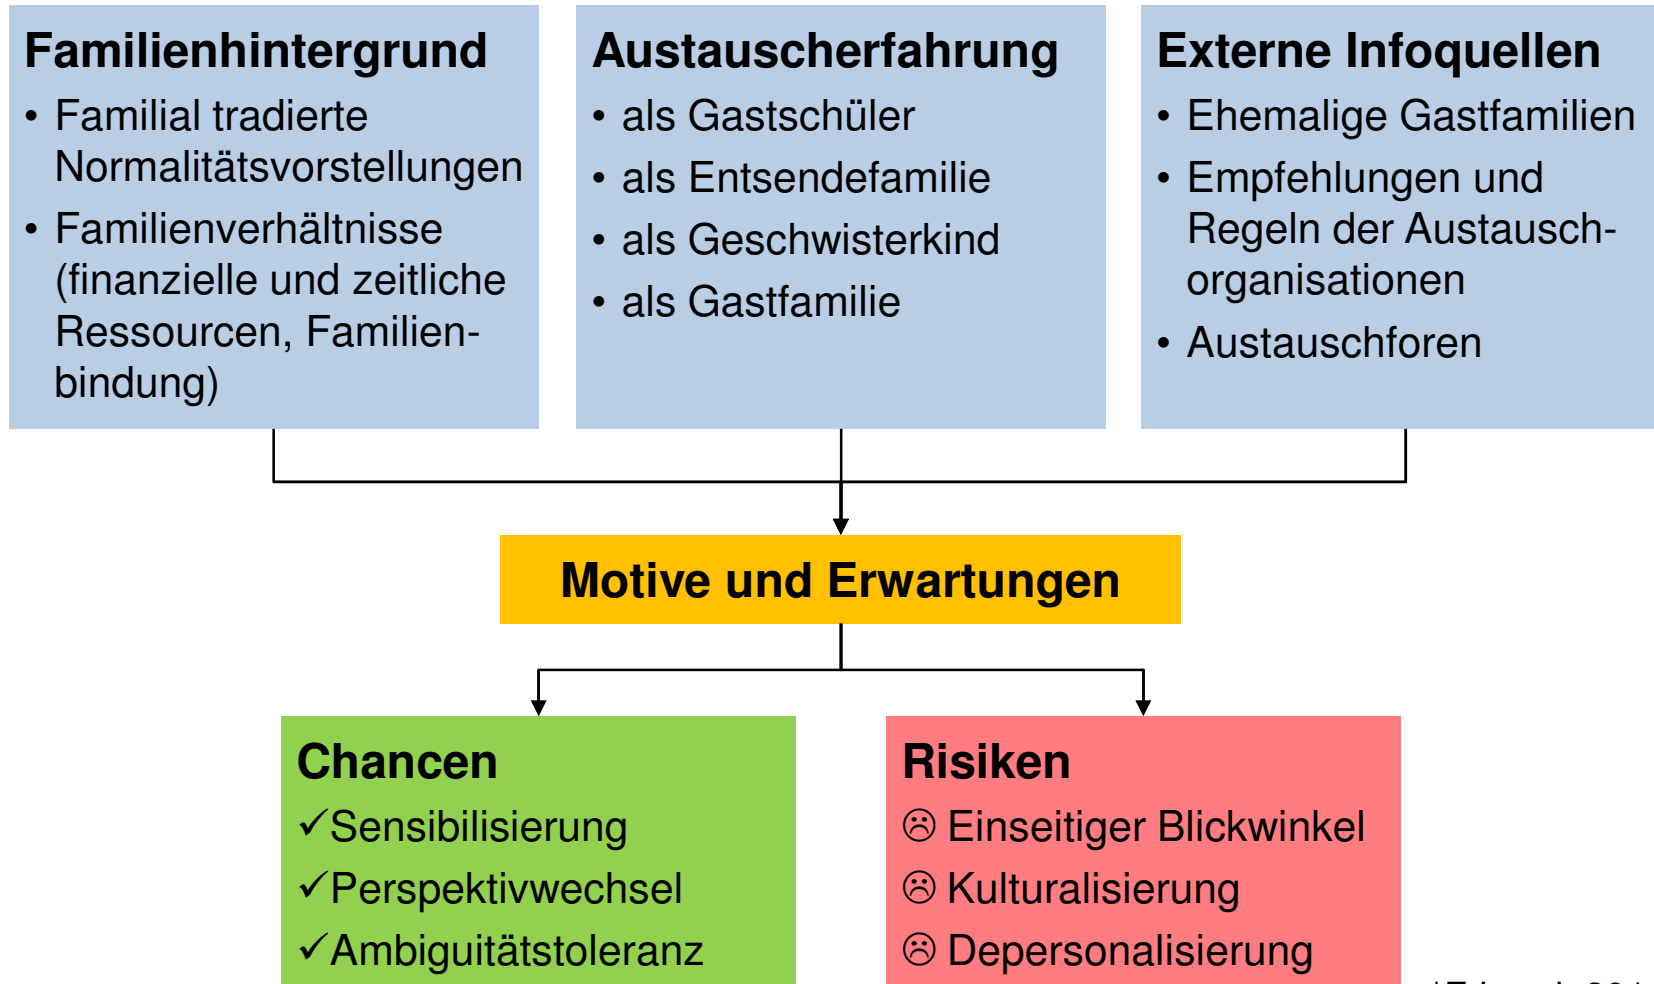 Familienhintergrund
• Familial tradierte
Normalitätsvorstellungen
• Familienverhältnisse
(finanzielle und zeitliche
Ressourcen, Familien-
bindung)
Austauscherfahrung
• als Gastschüler
• als Entsendefamilie
• als Geschwisterkind
• als Gastfamilie
Externe Infoquellen
• Ehemalige Gastfamilien
• Empfehlungen und
Regeln der Austausch-
organisationen
• Austauschforen
Motive und Erwartungen
Chancen
✓Sensibilisierung
✓Perspektivwechsel
✓Ambiguitätstoleranz
Risiken
☹ Einseitiger Blickwinkel
☹ Kulturalisierung
☹ Depersonalisierung